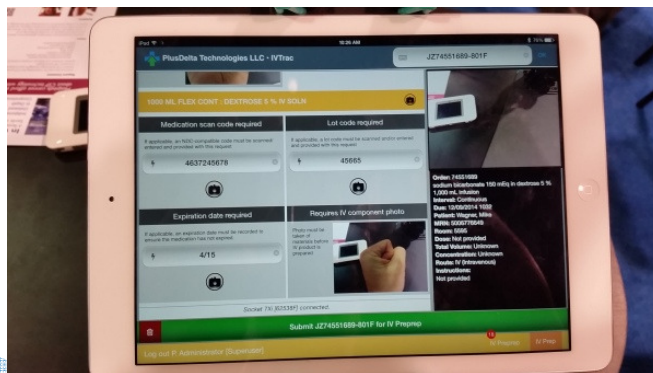 iPad
10:26 AM
76%
PlusDelta Technologies LLC - IVTrac
JZ74551689-801F
OK
1000 ML FLEX CONT : DEXTROSE 5 % IV SOLN
Medication scan code required
If applicable, an NDC compatible code must be scanned
entered and provided with this request
4637245678
Lot code required
If applicable, a lot code must be scanned and/or entered
and provided with this request
45665
Expiration date required
If applicable, an expiration date must be recorded to
ensure the medication has not expired.
4/15
Requires IV component photo
Photo must be
taken of
materials before
IV product is
prepared
Order: 74551689
sodium bicarbonate 150 mEq in dextrose 5 %
1,000 mL infusion
Interval: Continuous
Due: 12/09/2014 1032
Patient: Wagner, Mike
Room: 5695
Dose: Not provided
Total Volume: Unknown
Concentration: Unknown
Route: IV (Intravenous)
Instructions:
Not provided
connected.
Submit JZ74551689-801F for IV Preprep
Log out P. Administrator [Superuser]
IV Preprep
IV Prep